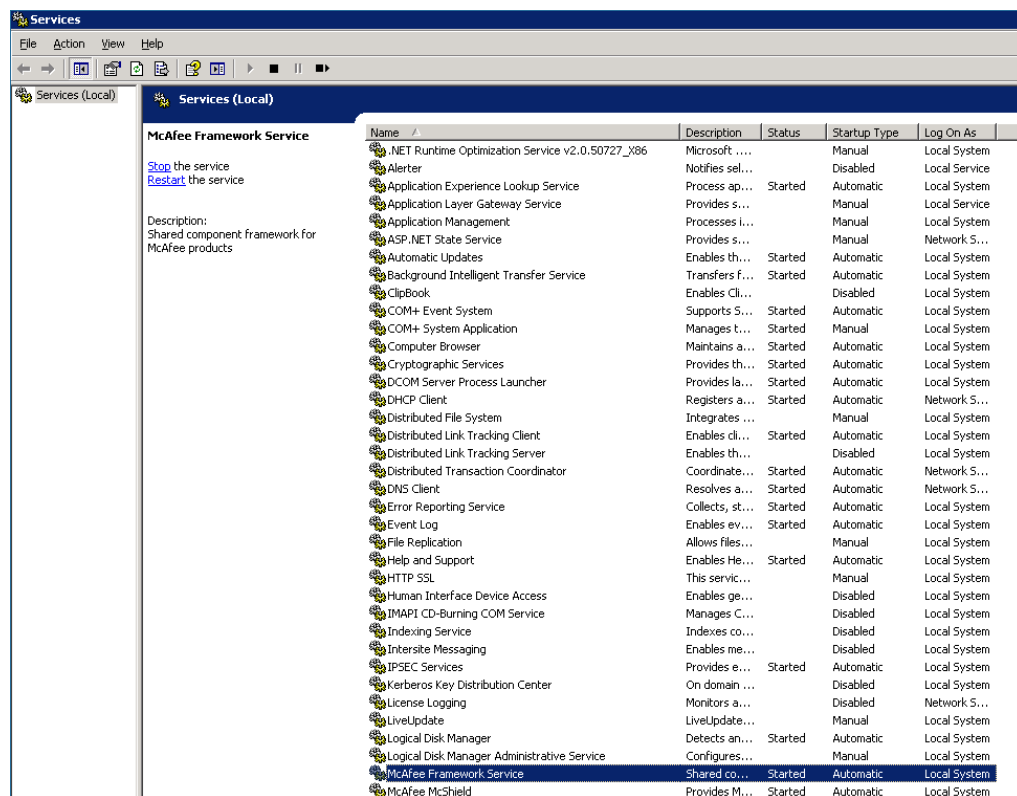 Services
File Action View Help
Services (Local)
Services (Local)
McAfee Framework Service
Stop the service
Restart the service
Description:
Shared component framework for
McAfee products
Name Description Status Startup Type Log On As
.NET Runtime Optimization Service v2.0.50727_X86 Microsoft .... Manual Local System
Alerter Notifies sel... Disabled Local Service
Application Experience Lookup Service Process ap... Started Automatic Local System
Application Layer Gateway Service Provides s... Manual Local Service
Application Management Processes i... Manual Local System
ASP.NET State Service Provides s... Manual Network S...
Automatic Updates Enables th... Started Automatic Local System
Background Intelligent Transfer Service Transfers f... Started Automatic Local System
ClipBook Enables Cli... Disabled Local System
COM+ Event System Supports S... Started Automatic Local System
COM+ System Application Manages t... Started Manual Local System
Computer Browser Maintains a... Started Automatic Local System
Cryptographic Services Provides th... Started Automatic Local System
DCOM Server Process Launcher Provides la... Started Automatic Local System
DHCP Client Registers a... Started Automatic Network S...
Distributed File System Integrates ... Manual Local System
Distributed Link Tracking Client Enables cli... Started Automatic Local System
Distributed Link Tracking Server Enables th... Disabled Local System
Distributed Transaction Coordinator Coordinate... Started Automatic Network S...
DNS Client Resolves a... Started Automatic Network S...
Error Reporting Service Collects, st... Started Automatic Local System
Event Log Enables ev... Started Automatic Local System
File Replication Allows files... Manual Local System
Help and Support Enables He... Started Automatic Local System
HTTP SSL This servic... Manual Local System
Human Interface Device Access Enables ge... Disabled Local System
IMAPI CD-Burning COM Service Manages C... Disabled Local System
Indexing Service Indexes co... Disabled Local System
Intersite Messaging Enables me... Disabled Local System
IPSEC Services Provides e... Started Automatic Local System
Kerberos Key Distribution Center On domain ... Disabled Local System
License Logging Monitors a... Disabled Network S...
LiveUpdate LiveUpdate... Manual Local System
Logical Disk Manager Detects an... Started Automatic Local System
Logical Disk Manager Administrative Service Configures... Manual Local System
McAfee Framework Service Shared co... Started Automatic Local System
McAfee McShield Provides M... Started Automatic Local System